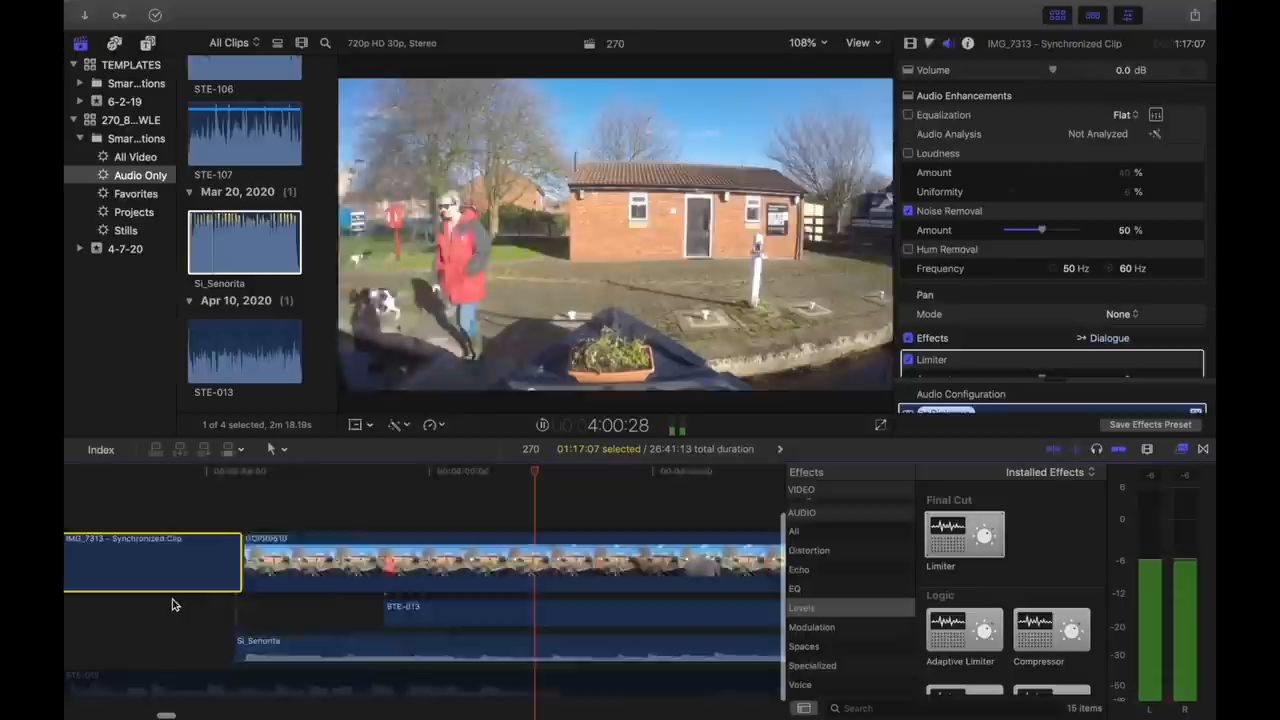 All Clips
720p HD 30p, Stereo
270
108%
View
IMG_7313 - Synchronized Clip
1:17:07
TEMPLATES
Smar...tions
6-2-19
270_B...WLE
Smar...tions
All Video
Audio Only
Favorites
Projects
Stills
4-7-20
STE-106
STE-107
Mar 20, 2020 (1)
Si_Senorita
Apr 10, 2020 (1)
STE-013
1 of 4 selected, 2m 18.19s
4:00:28
Volume
0.0 dB
Audio Enhancements
Equalization
Flat
Audio Analysis
Not Analyzed
Loudness
Amount
40 %
Uniformity
6 %
Noise Removal
Amount
50 %
Hum Removal
Frequency
50 Hz
60 Hz
Pan
Mode
None
Effects
Dialogue
Limiter
Audio Configuration
Save Effects Preset
Index
270
01:17:07 selected / 26:41:13 total duration
IMG_7313 - Synchronized Clip
STE-013
Si_Senorita
Effects
Installed Effects
VIDEO
AUDIO
All
Distortion
Echo
EQ
Levels
Modulation
Spaces
Specialized
Voice
Final Cut
Limiter
Logic
Adaptive Limiter
Compressor
Search
15 items
-6 -6
6
0
-6
-12
-20
-30
-50
-∞
L R